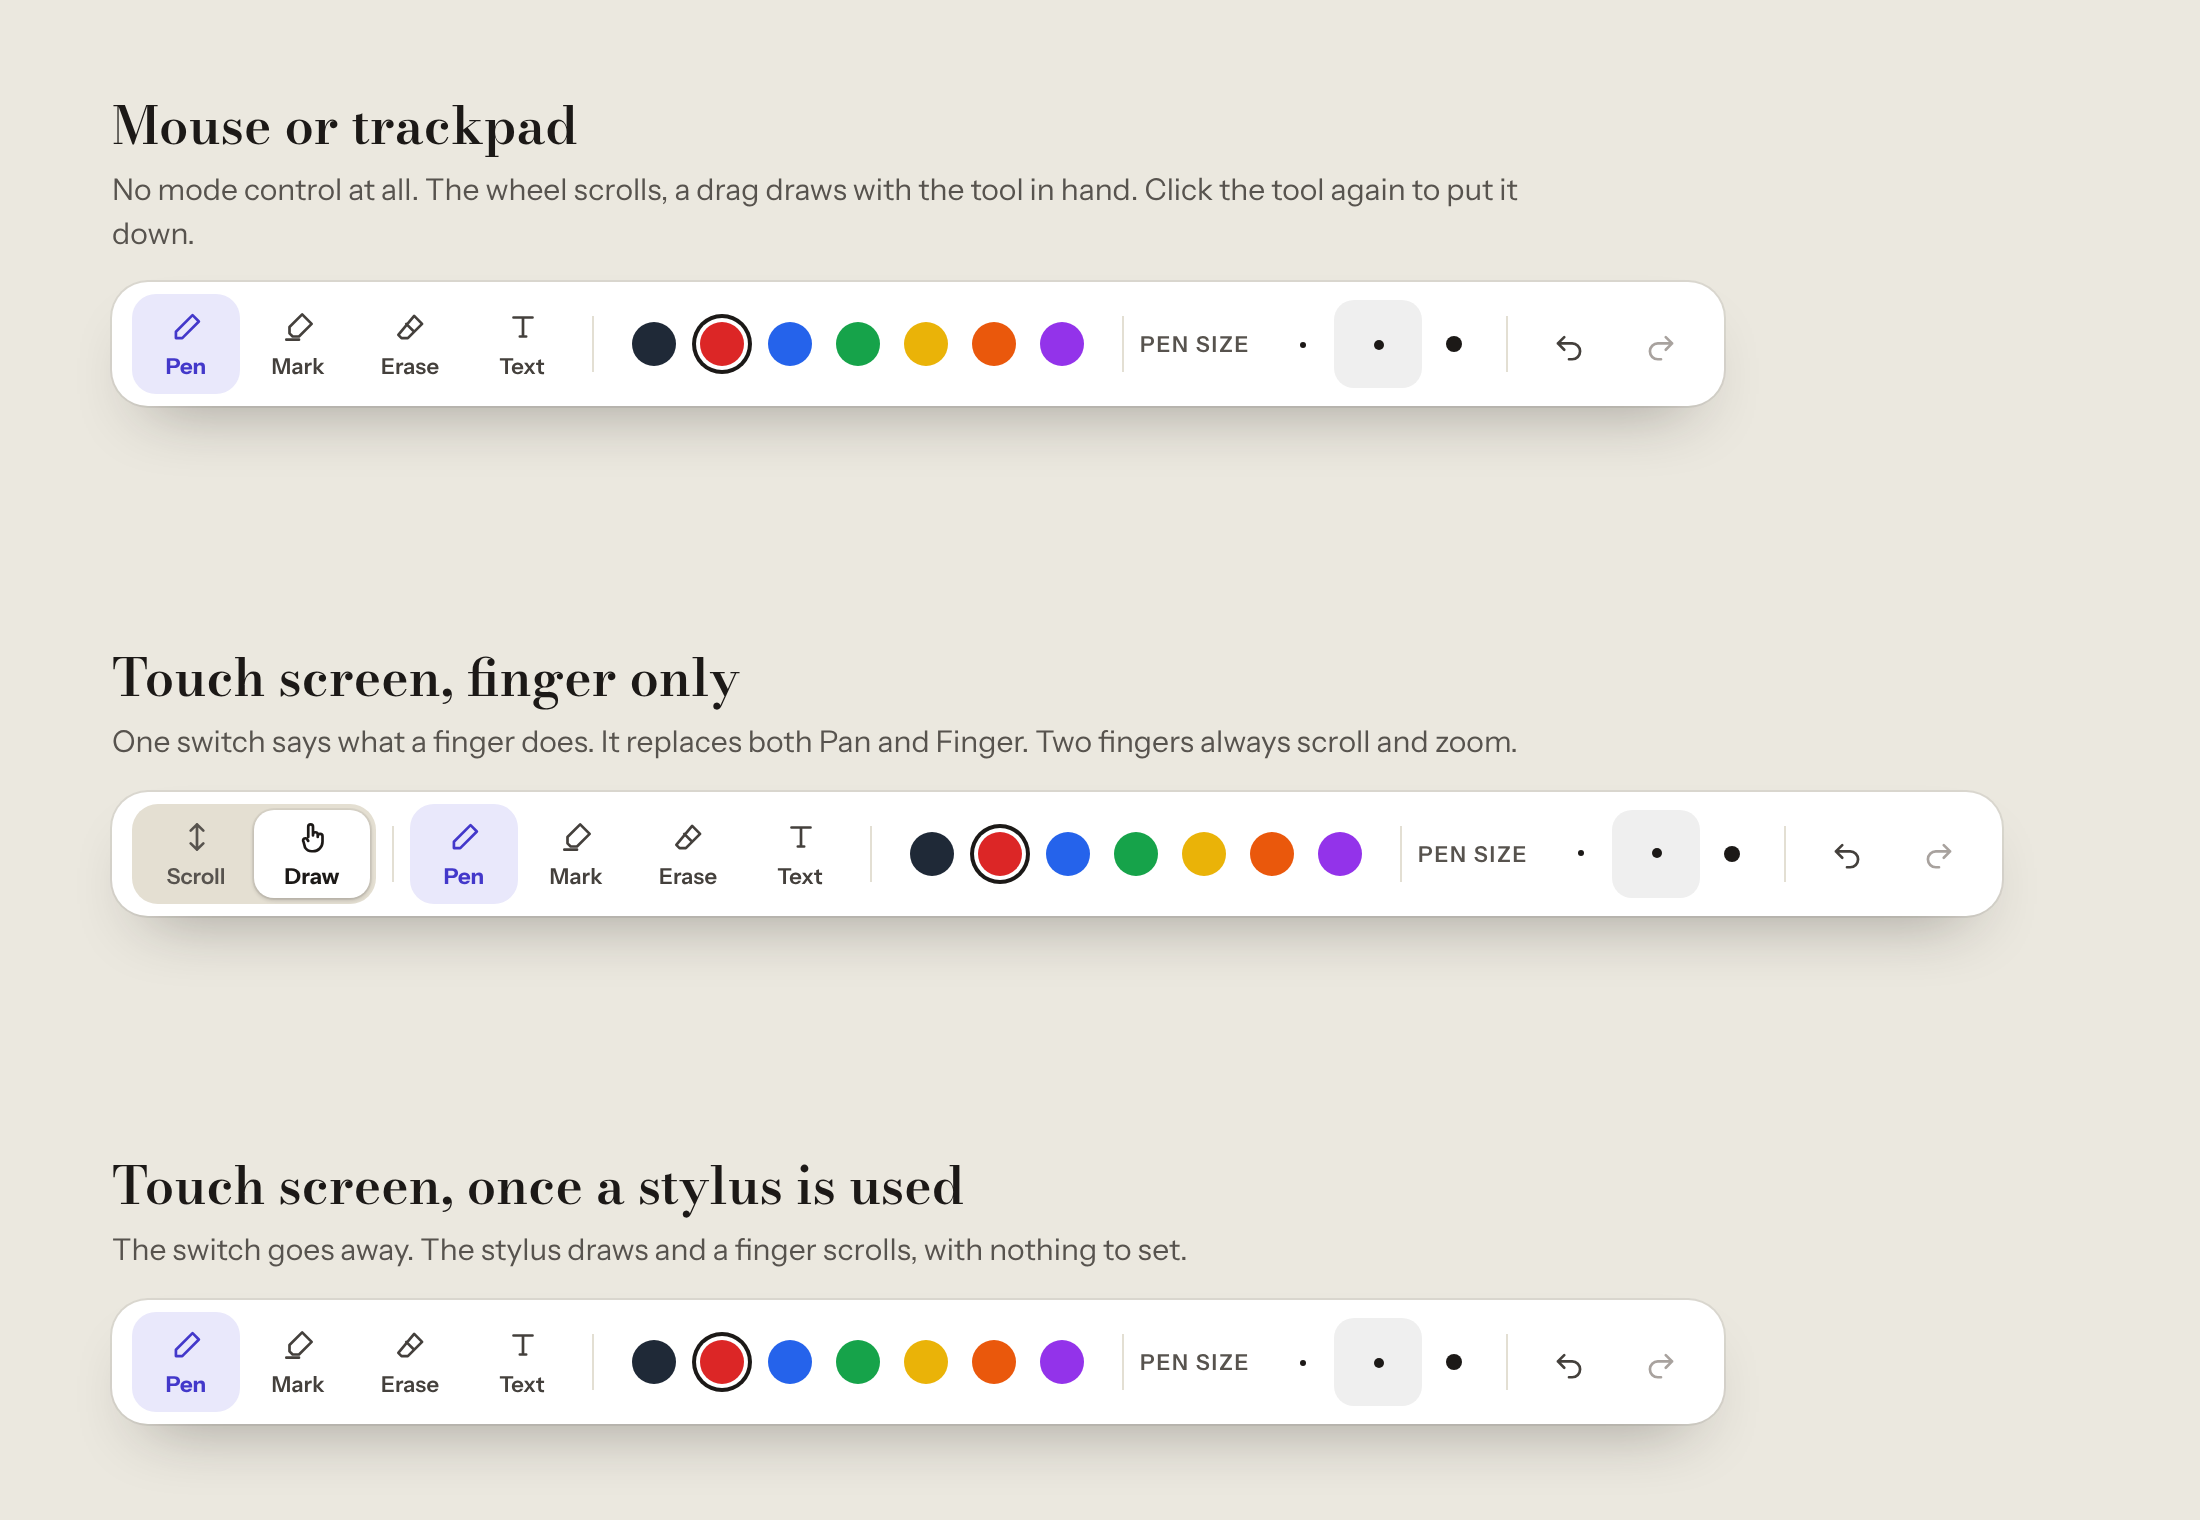 Mouse or trackpad
No mode control at all. The wheel scrolls, a drag draws with the tool in hand. Click the tool again to put it
down.
Pen Mark Erase Text PEN SIZE
Touch screen, finger only
One switch says what a finger does. It replaces both Pan and Finger. Two fingers always scroll and zoom.
Scroll Draw Pen Mark Erase Text PEN SIZE
Touch screen, once a stylus is used
The switch goes away. The stylus draws and a finger scrolls, with nothing to set.
Pen Mark Erase Text PEN SIZE